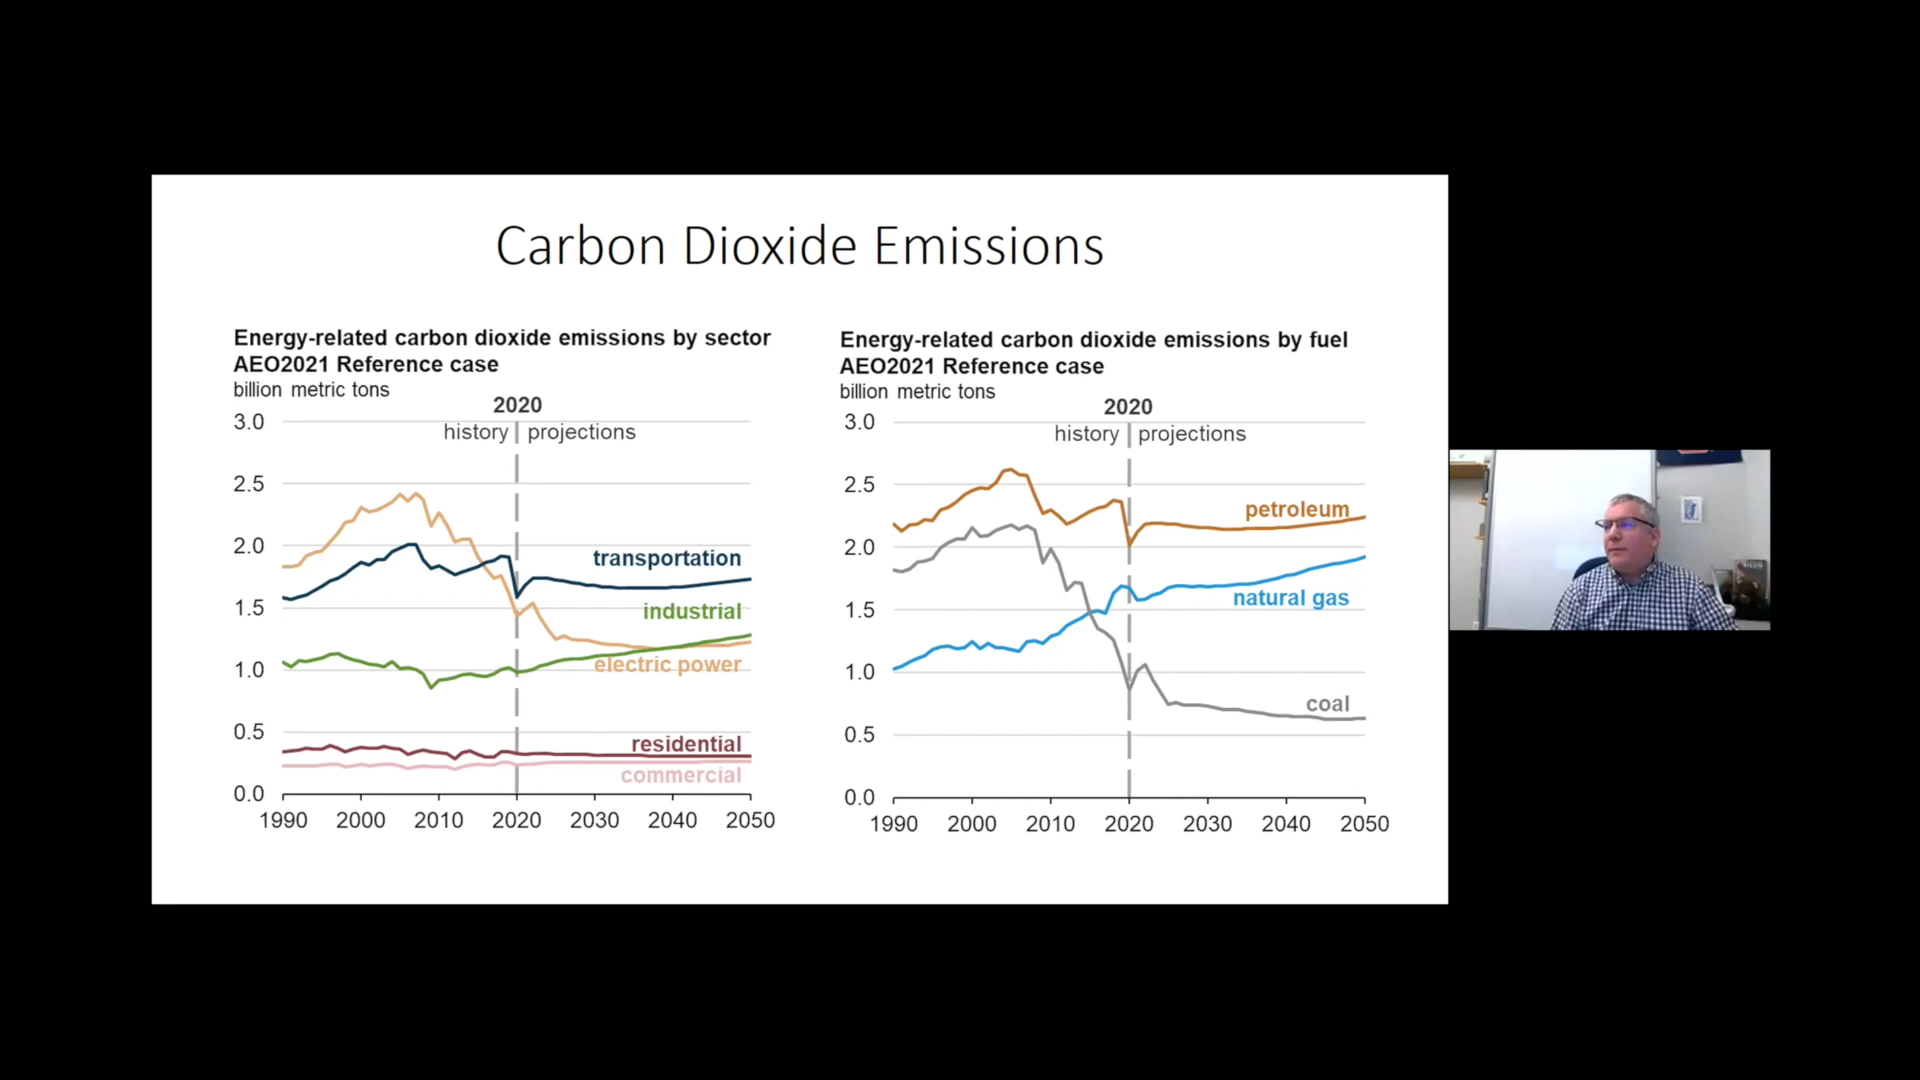 Carbon Dioxide Emissions
Energy-related carbon dioxide emissions by sector
AEO2021 Reference case
billion metric tons
2020
3.0
history
projections
2.5
2.0
transportation
1.5
industrial
1.0
electric power
0.5
residential
commercial
0.0
1990 2000 2010 2020 2030 2040 2050
Energy-related carbon dioxide emissions by fuel
AEO2021 Reference case
billion metric tons
2020
3.0
history
projections
2.5
petroleum
2.0
natural gas
1.5
1.0
coal
0.5
0.0
1990 2000 2010 2020 2030 2040 2050